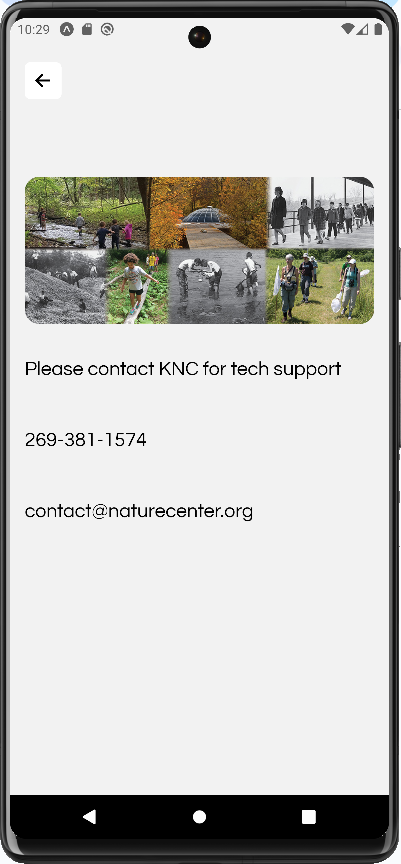 10:29
Please contact KNC for tech support
269-381-1574
contact@naturecenter.org